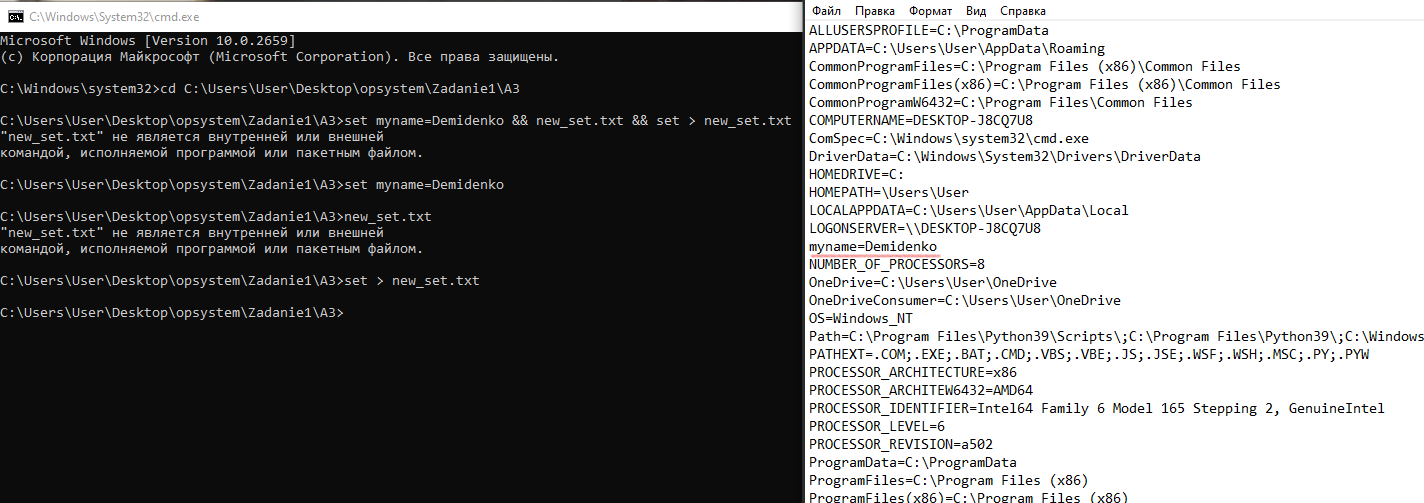 C:\Windows\System32\cmd.exe
Microsoft Windows [Version 10.0.2659]
(c) Корпорация Майкрософт (Microsoft Corporation). Все права защищены.
C:\Windows\system32>cd C:\Users\User\Desktop\opsystem\Zadanie1\A3
C:\Users\User\Desktop\opsystem\Zadanie1\A3>set myname=Demidenko && new_set.txt && set > new_set.txt
"new_set.txt" не является внутренней или внешней
командой, исполняемой программой или пакетным файлом.
C:\Users\User\Desktop\opsystem\Zadanie1\A3>set myname=Demidenko
C:\Users\User\Desktop\opsystem\Zadanie1\A3>new_set.txt
"new_set.txt" не является внутренней или внешней
командой, исполняемой программой или пакетным файлом.
C:\Users\User\Desktop\opsystem\Zadanie1\A3>set > new_set.txt
C:\Users\User\Desktop\opsystem\Zadanie1\A3>
Файл Правка Формат Вид Справка
ALLUSERSPROFILE=C:\ProgramData
APPDATA=C:\Users\User\AppData\Roaming
CommonProgramFiles=C:\Program Files (x86)\Common Files
CommonProgramFiles(x86)=C:\Program Files (x86)\Common Files
CommonProgramW6432=C:\Program Files\Common Files
COMPUTERNAME=DESKTOP-J8CQ7U8
ComSpec=C:\Windows\system32\cmd.exe
DriverData=C:\Windows\System32\Drivers\DriverData
HOMEDRIVE=C:
HOMEPATH=\Users\User
LOCALAPPDATA=C:\Users\User\AppData\Local
LOGONSERVER=\\DESKTOP-J8CQ7U8
myname=Demidenko
NUMBER_OF_PROCESSORS=8
OneDrive=C:\Users\User\OneDrive
OneDriveConsumer=C:\Users\User\OneDrive
OS=Windows_NT
Path=C:\Program Files\Python39\Scripts\;C:\Program Files\Python39\;C:\Windows
PATHEXT=.COM;.EXE;.BAT;.CMD;.VBS;.VBE;.JS;.JSE;.WSF;.WSH;.MSC;.PY;.PYW
PROCESSOR_ARCHITECTURE=x86
PROCESSOR_ARCHITEW6432=AMD64
PROCESSOR_IDENTIFIER=Intel64 Family 6 Model 165 Stepping 2, GenuineIntel
PROCESSOR_LEVEL=6
PROCESSOR_REVISION=a502
ProgramData=C:\ProgramData
ProgramFiles=C:\Program Files (x86)
ProgramFiles(x86)=C:\Program Files (x86)